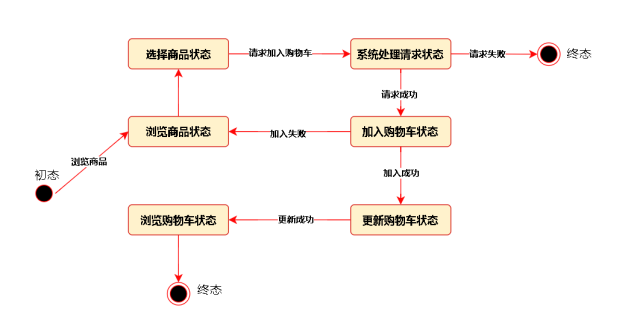 选择商品状态
请求加入购物车
系统处理请求状态
请求失败
终态
请求成功
浏览商品状态
加入失败
加入购物车状态
浏览商品
初态
加入成功
浏览购物车状态
更新成功
更新购物车状态
终态